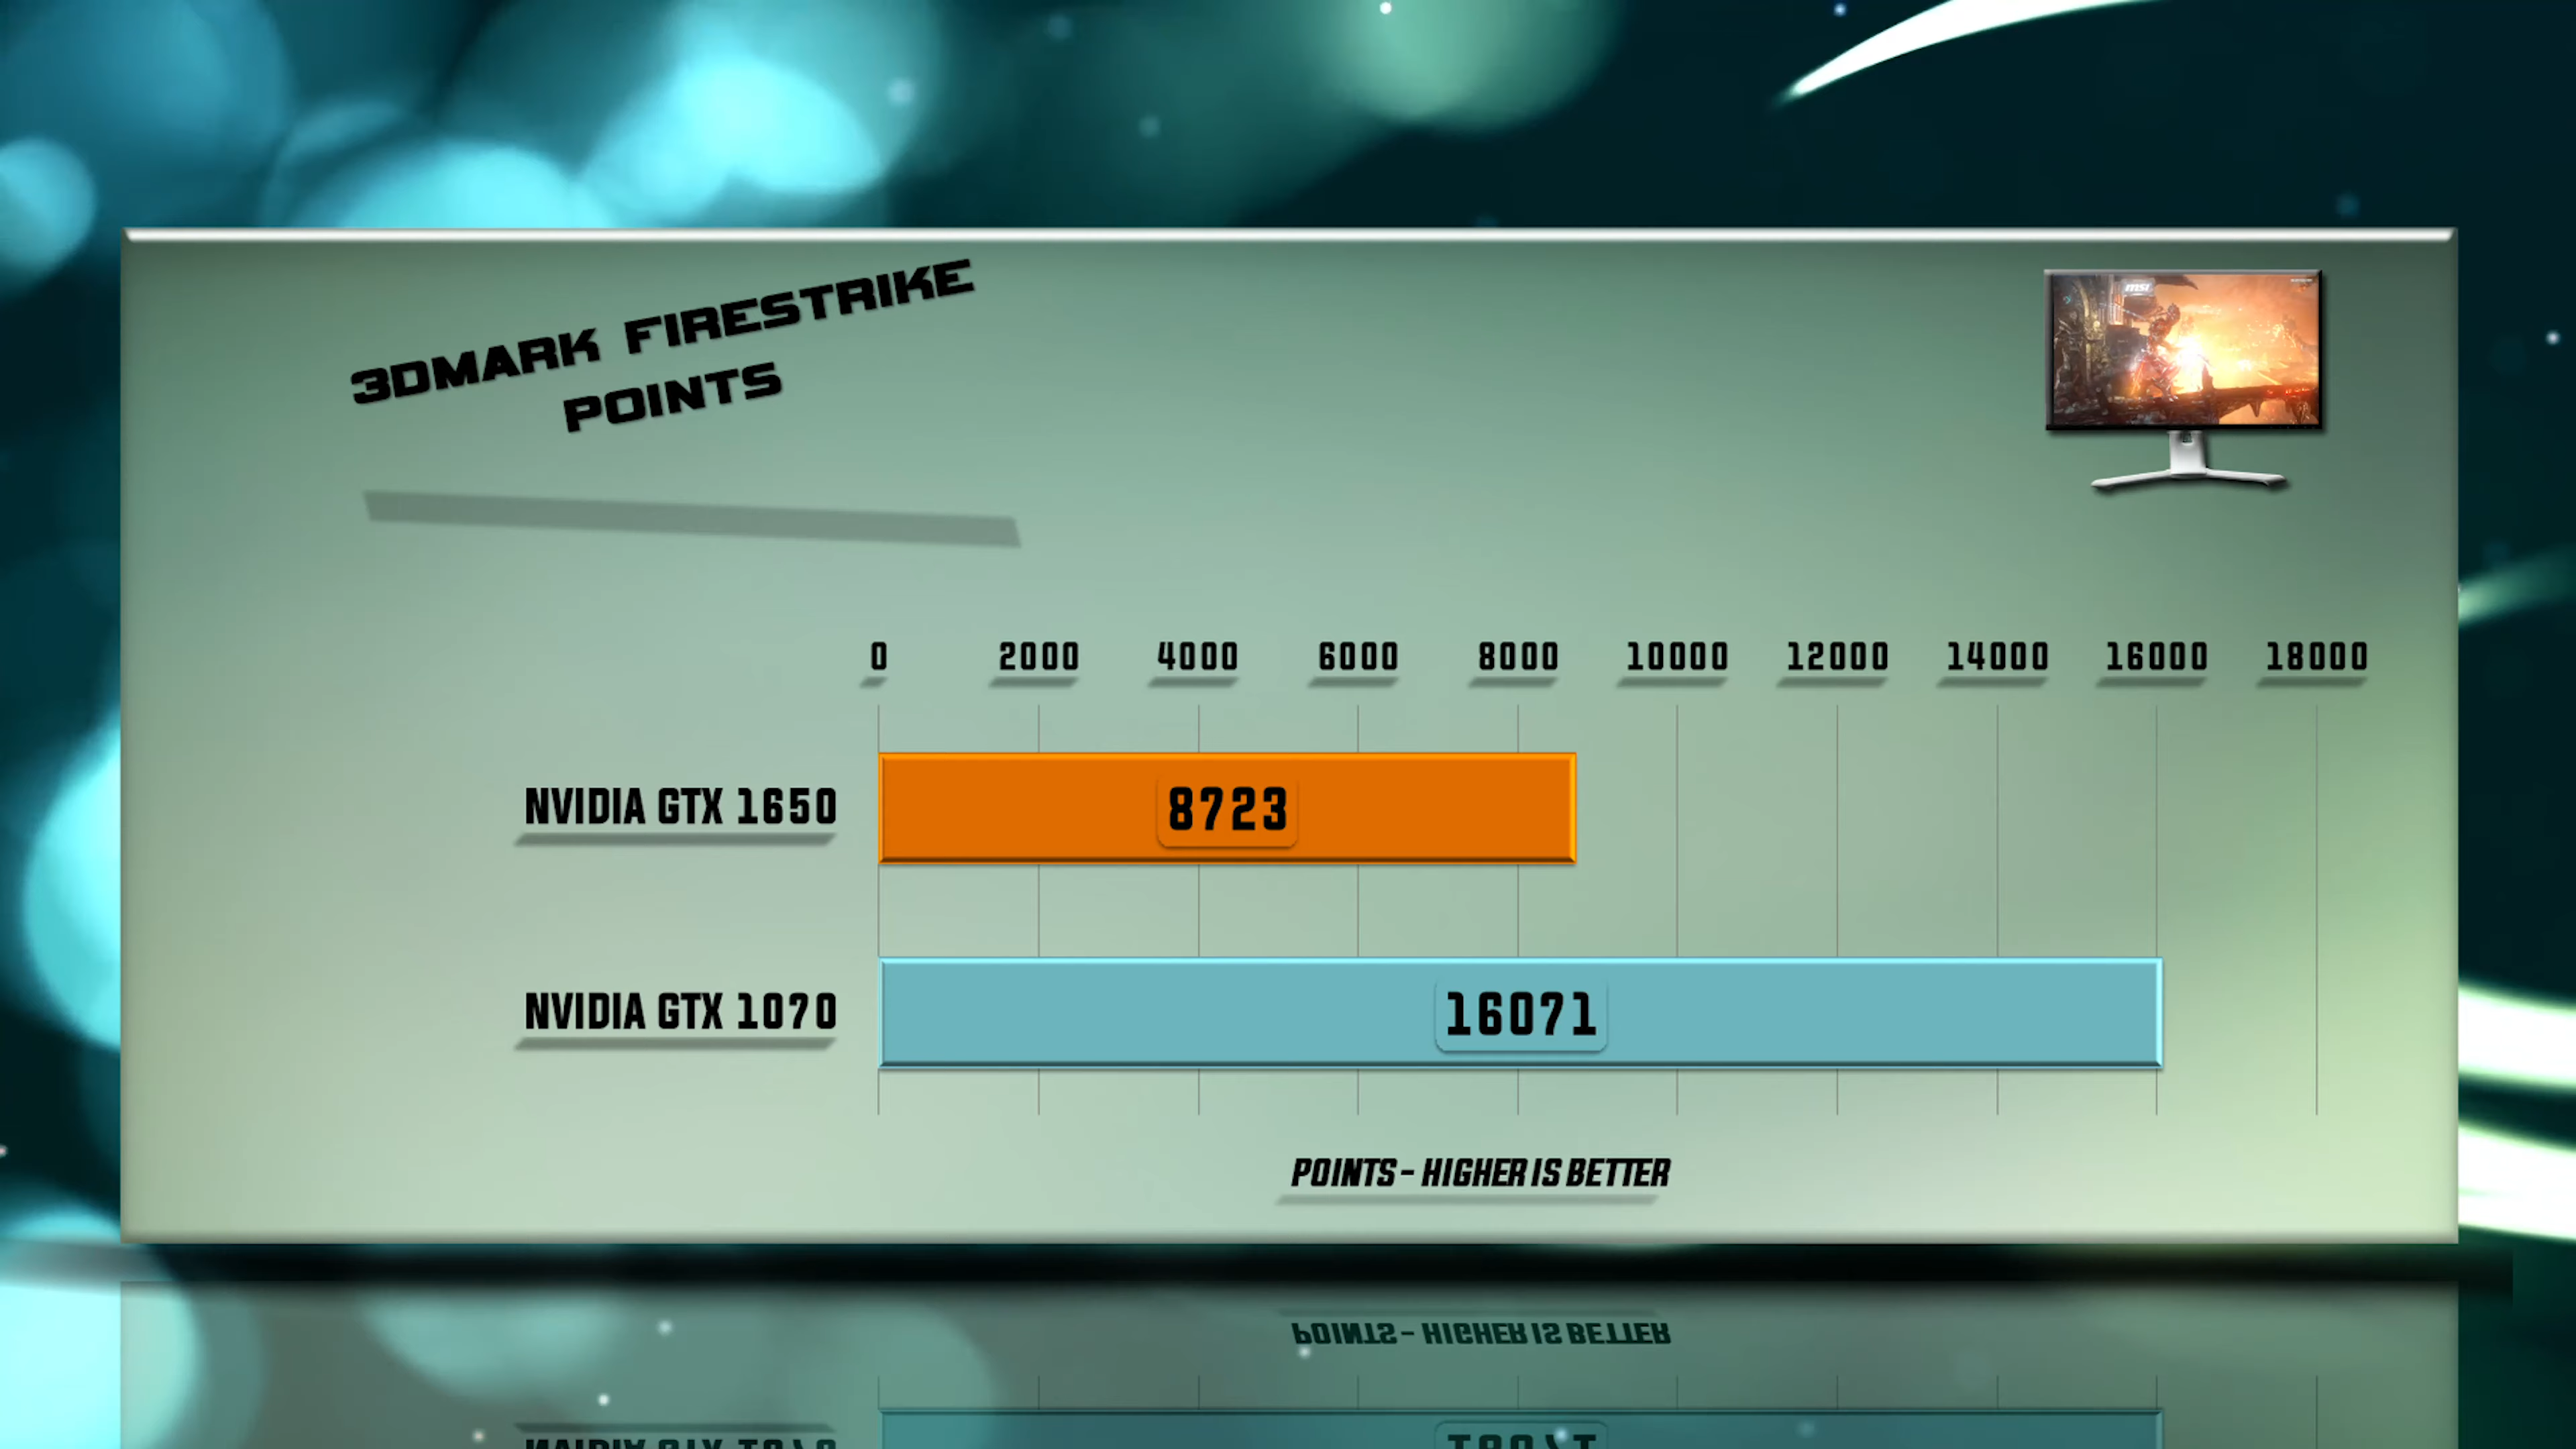 3DMARK FIRESTRIKE
POINTS
msi
0 2000 4000 6000 8000 10000 12000 14000 16000 18000
NVIDIA GTX 1650 8723
NVIDIA GTX 1070 16071
POINTS - HIGHER IS BETTER